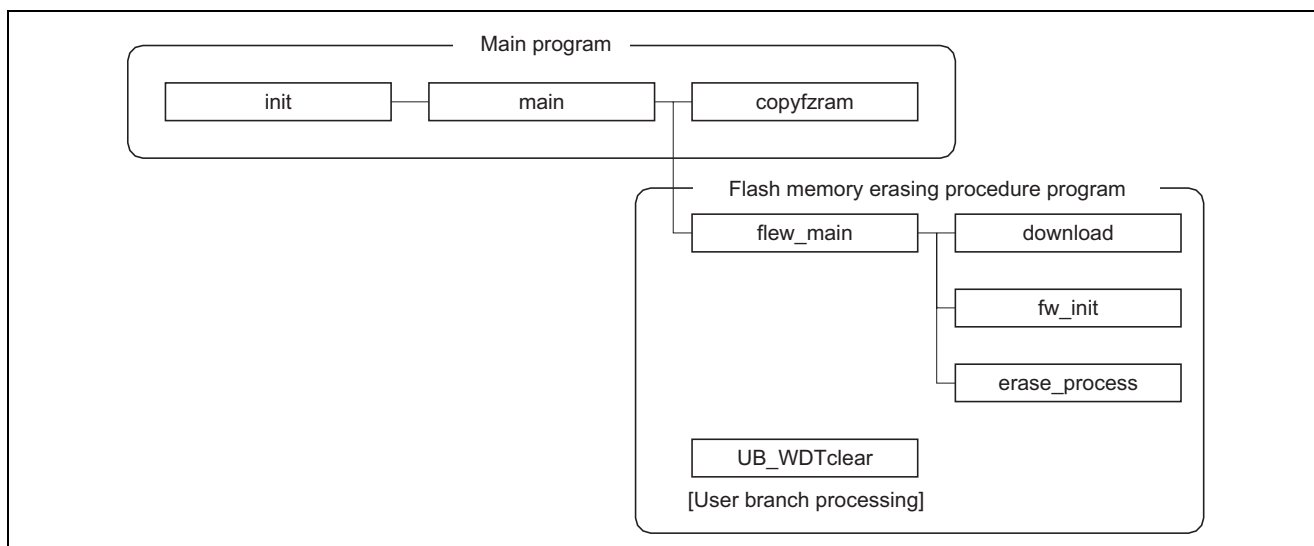 Main program
init
main
copyfzram
Flash memory erasing procedure program
flew_main
download
fw_init
erase_process
UB_WDTclear
[User branch processing]